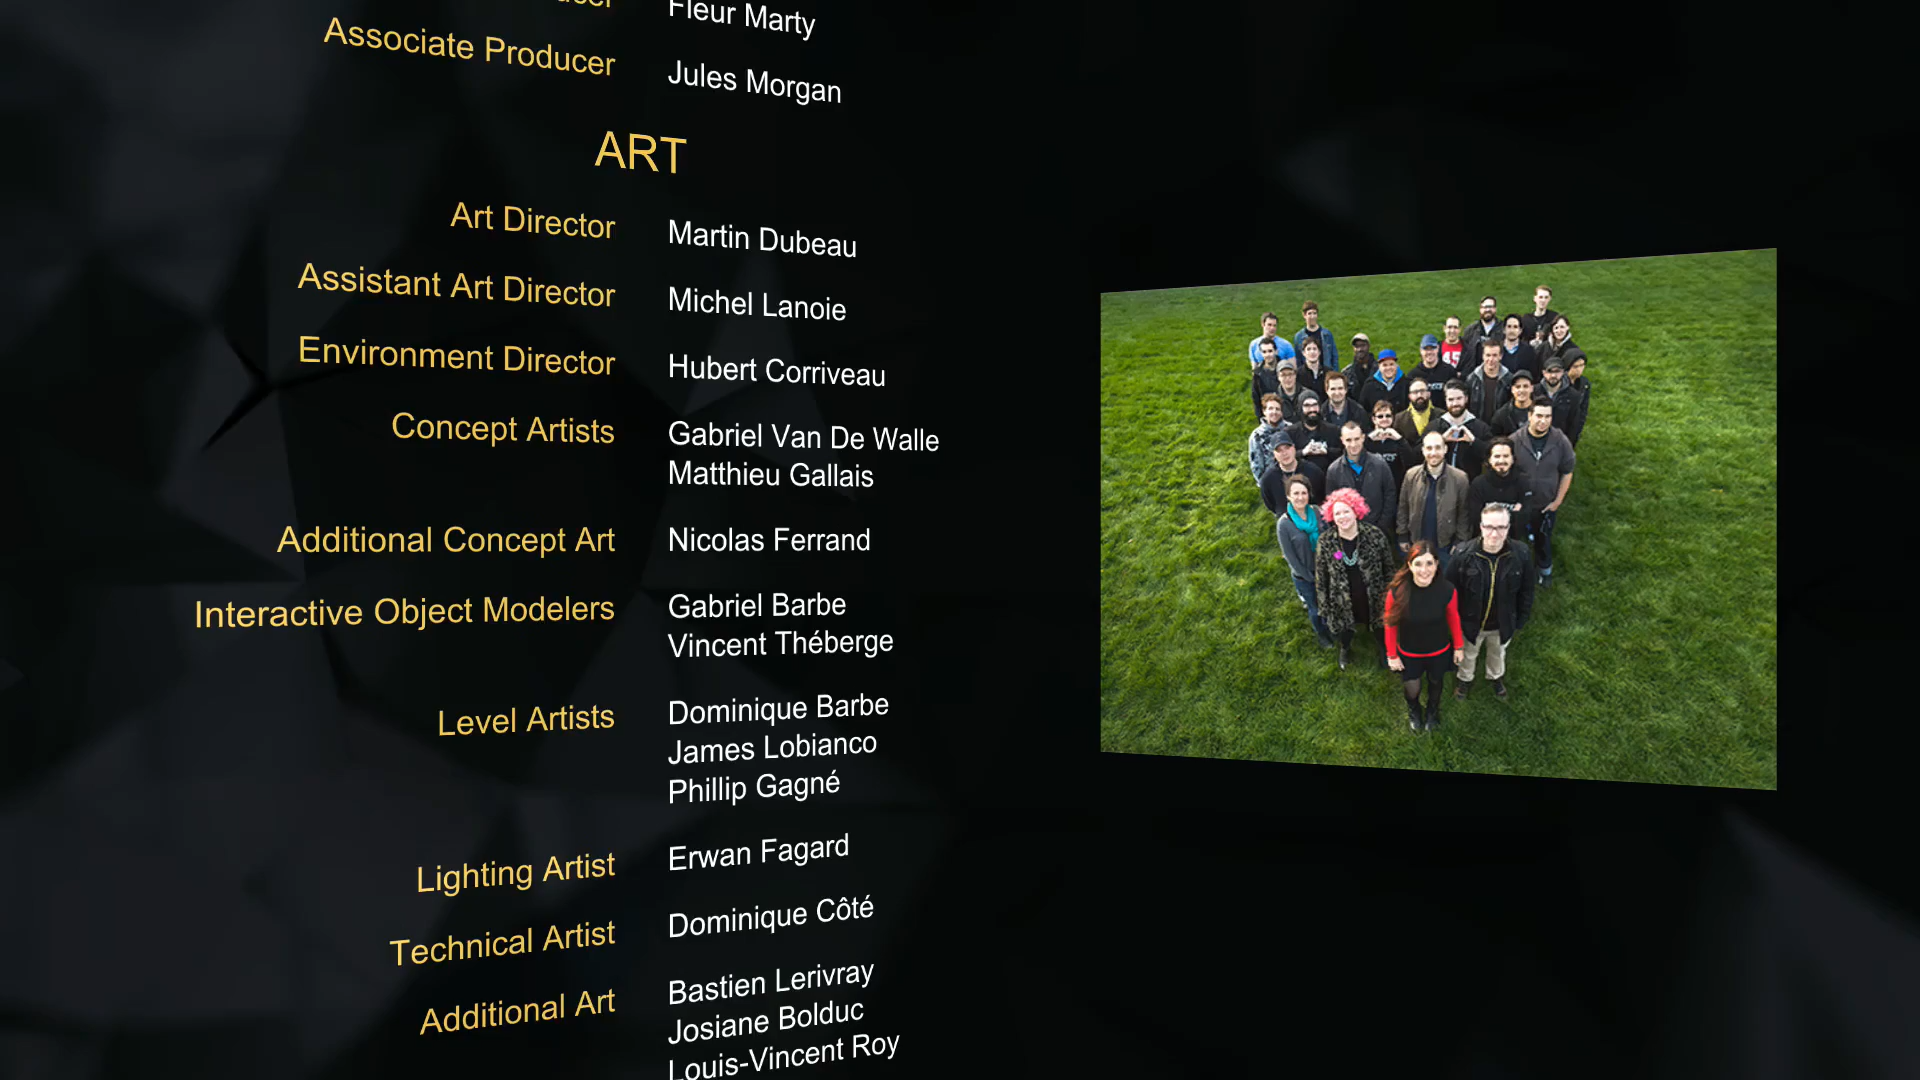 Fleur Marty
Associate Producer
Jules Morgan
ART
Art Director
Martin Dubeau
Assistant Art Director
Michel Lanoie
Environment Director
Hubert Corriveau
Concept Artists
Gabriel Van De Walle
Matthieu Gallais
Additional Concept Art
Nicolas Ferrand
Interactive Object Modelers
Gabriel Barbe
Vincent Théberge
Level Artists
Dominique Barbe
James Lobianco
Phillip Gagné
Lighting Artist
Erwan Fagard
Technical Artist
Dominique Côté
Additional Art
Bastien Lerivray
Josiane Bolduc
Louis-Vincent Roy